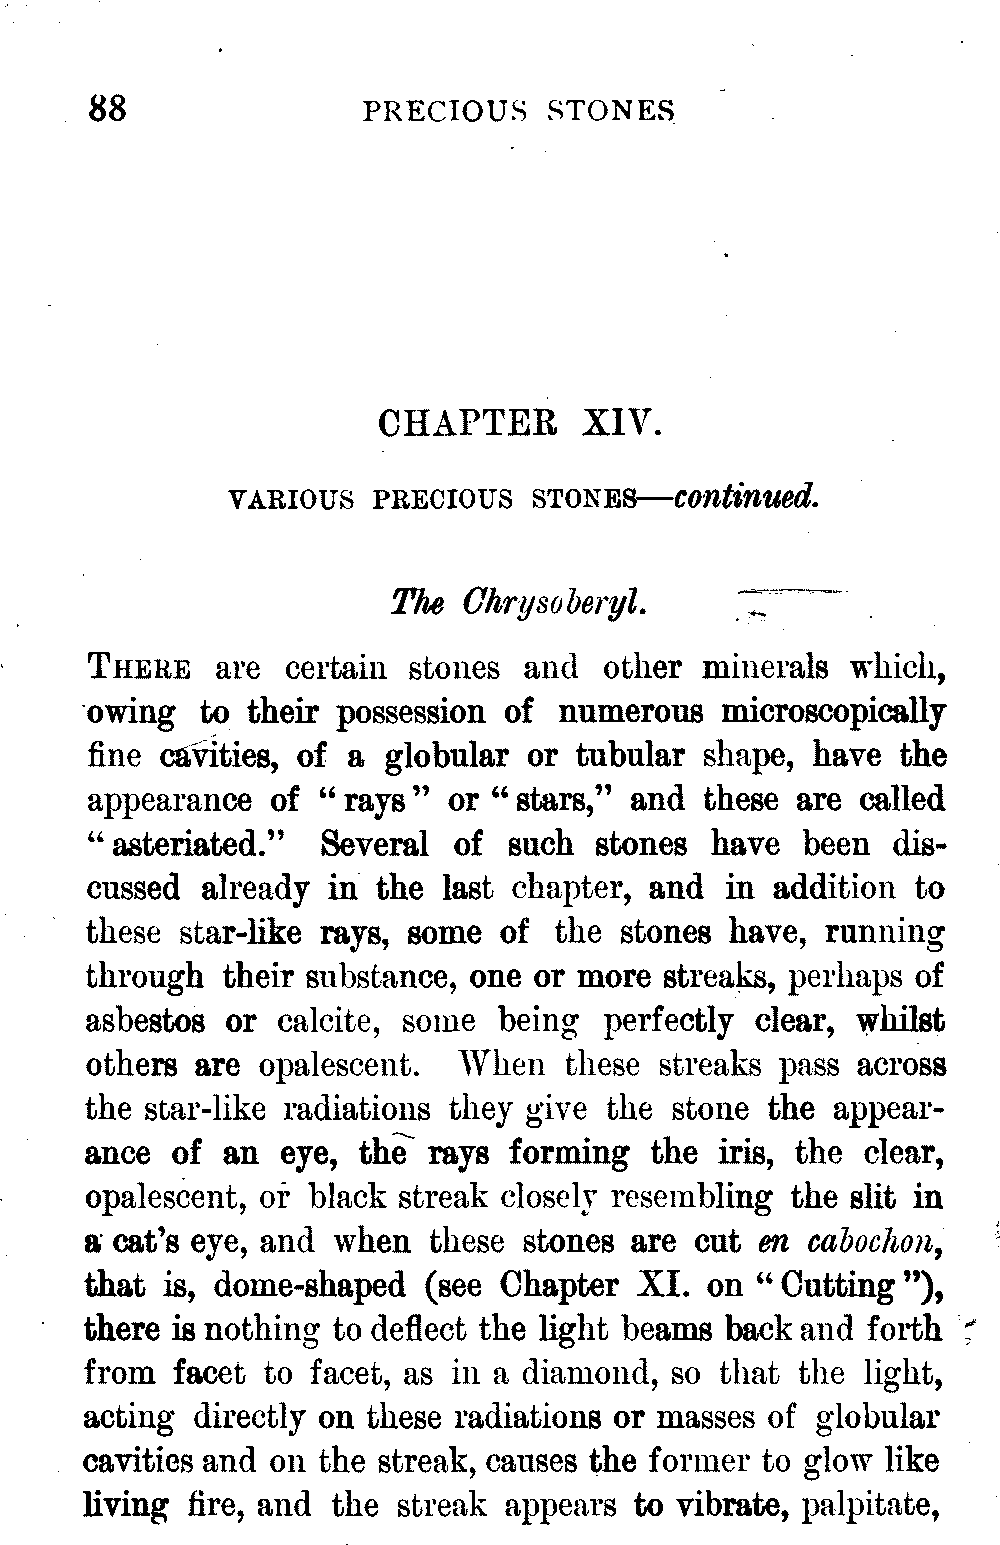 88 PRECIOUS STONES
CHAPTER XIV.
VARIOUS PRECIOUS STONES—continued.
The Chrysoberyl.
THERE are certain stones and other minerals which,
owing to their possession of numerous microscopically
fine cavities, of a globular or tubular shape, have the
appearance of “ rays ” or “ stars,” and these are called
“ asteriated.” Several of such stones have been dis-
cussed already in the last chapter, and in addition to
these star-like rays, some of the stones have, running
through their substance, one or more streaks, perhaps of
asbestos or calcite, some being perfectly clear, whilst
others are opalescent. When these streaks pass across
the star-like radiations they give the stone the appear-
ance of an eye, the rays forming the iris, the clear,
opalescent, or black streak closely resembling the slit in
a cat’s eye, and when these stones are cut en cabochon,
that is, dome-shaped (see Chapter XI. on “ Cutting ”),
there is nothing to deflect the light beams back and forth
from facet to facet, as in a diamond, so that the light,
acting directly on these radiations or masses of globular
cavities and on the streak, causes the former to glow like
living fire, and the streak appears to vibrate, palpitate,